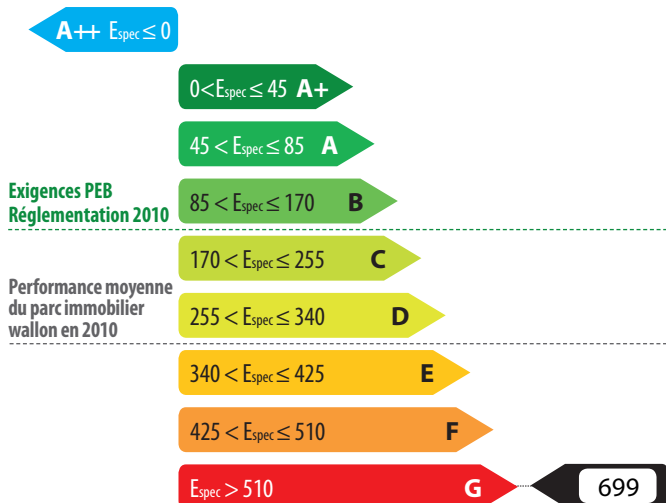 A++ Espec ≤ 0
0 < Espec ≤ 45 A+
45 < Espec ≤ 85 A
Exigences PEB
Réglementation 2010
85 < Espec ≤ 170 B
170 < Espec ≤ 255 C
Performance moyenne
du parc immobilier
wallon en 2010
255 < Espec ≤ 340 D
340 < Espec ≤ 425 E
425 < Espec ≤ 510 F
Espec > 510 G 699